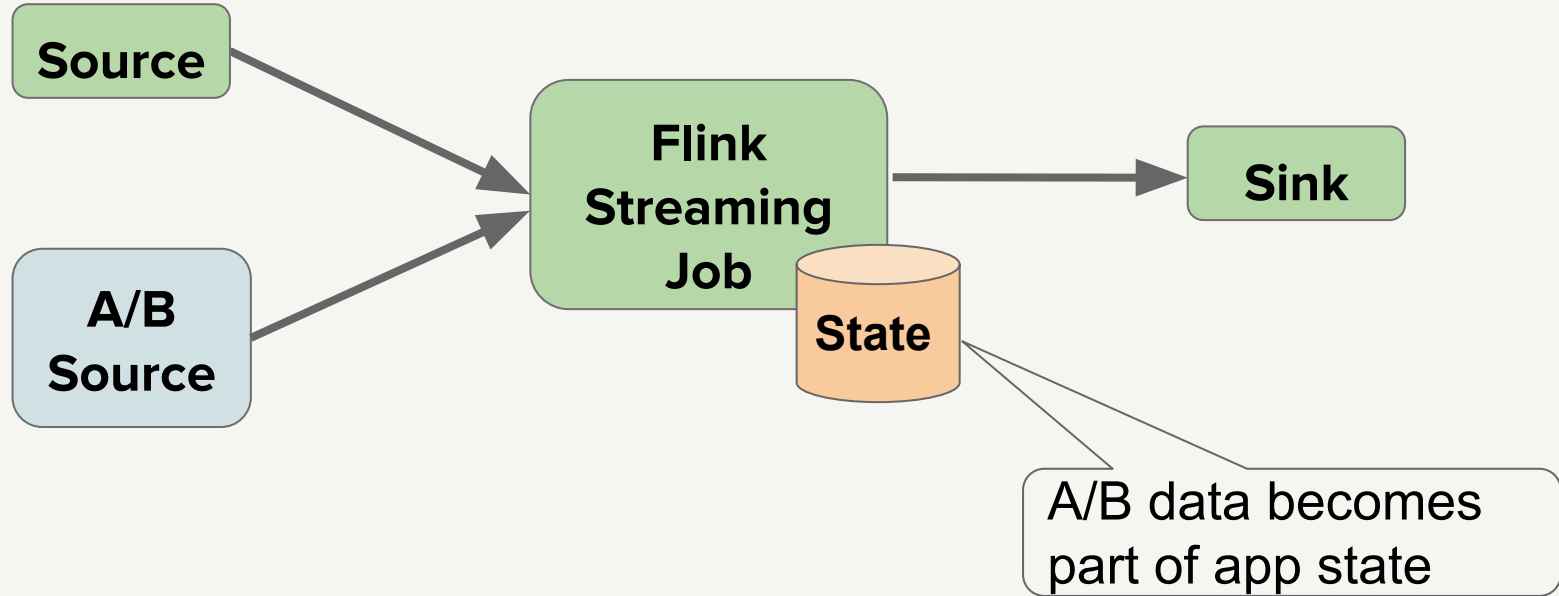 Source
Flink
Streaming
Job
Sink
A/B
Source
State
A/B data becomes
part of app state